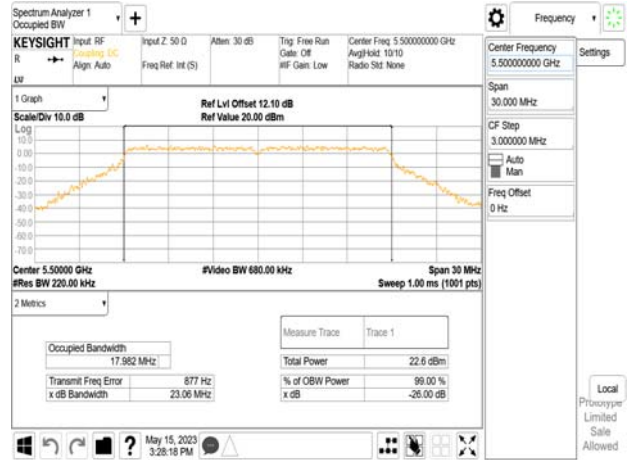 Spectrum Analyzer 1
Occupied BW
Frequency
KEYSIGHT
Input: RF
Coupling: DC
Align: Auto
Input Z: 50 Ω
Freq Ref: Int (S)
Atten: 30 dB
Trig: Free Run
Gate: Off
#IF Gain: Low
Center Freq: 5.500000000 GHz
Avg|Hold: 10/10
Radio Std: None
R
Center Frequency
5.500000000 GHz
Settings
Span
30.000 MHz
CF Step
3.000000 MHz
Auto
Man
Freq Offset
0 Hz
1 Graph
Scale/Div 10.0 dB
Ref Lvl Offset 12.10 dB
Ref Value 20.00 dBm
Log
10.0
0.00
-10.0
-20.0
-30.0
-40.0
-50.0
-60.0
-70.0
Center 5.50000 GHz
#Video BW 680.00 kHz
Span 30 MHz
#Res BW 220.00 kHz
Sweep 1.00 ms (1001 pts)
2 Metrics
Measure Trace
Trace 1
Occupied Bandwidth
17.982 MHz
Total Power
22.6 dBm
Transmit Freq Error
877 Hz
% of OBW Power
99.00 %
x dB Bandwidth
23.06 MHz
x dB
-26.00 dB
Local
Prototype
Limited
Sale
Allowed
May 15, 2023
3:28:18 PM